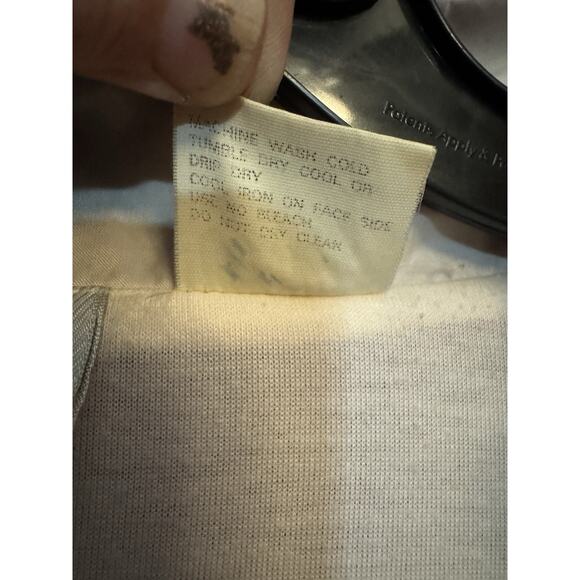 MACHINE WASH COLD
TUMBLE DRY COOL OR
DRIP DRY
COOL IRON ON FACE SIDE
USE NO BLEACH
DO NOT DRY CLEAN
Patents Apply &